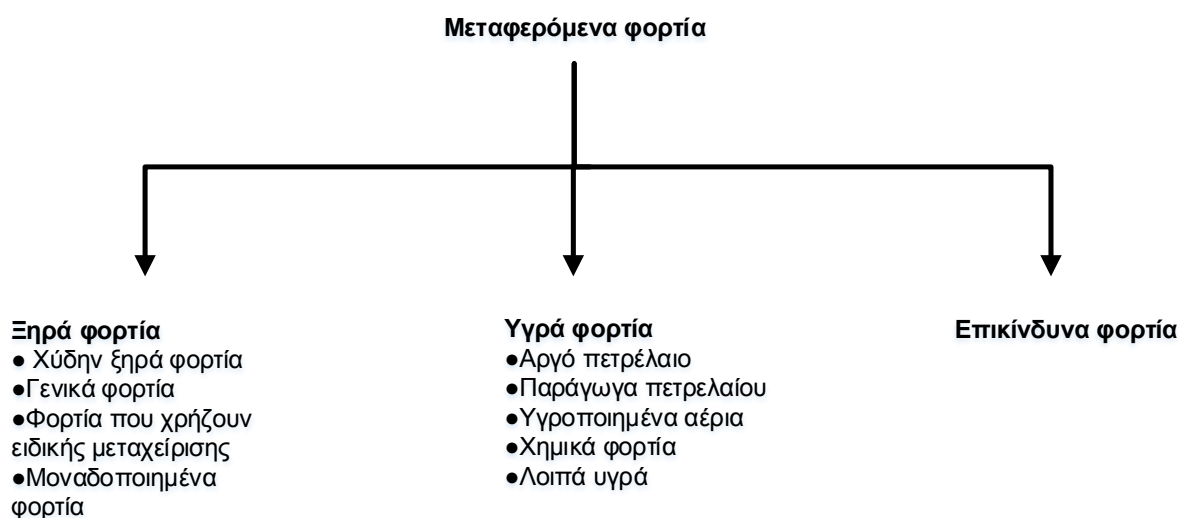 Μεταφερόμενα φορτία
Ξηρά φορτία
● Χύδην ξηρά φορτία
●Γενικά φορτία
●Φορτία που χρήζουν
ειδικής μεταχείρισης
●Μοναδοποιημένα
φορτία
Υγρά φορτία
●Αργό πετρέλαιο
●Παράγωγα πετρελαίου
●Υγροποιημένα αέρια
●Χημικά φορτία
●Λοιπά υγρά
Επικίνδυνα φορτία